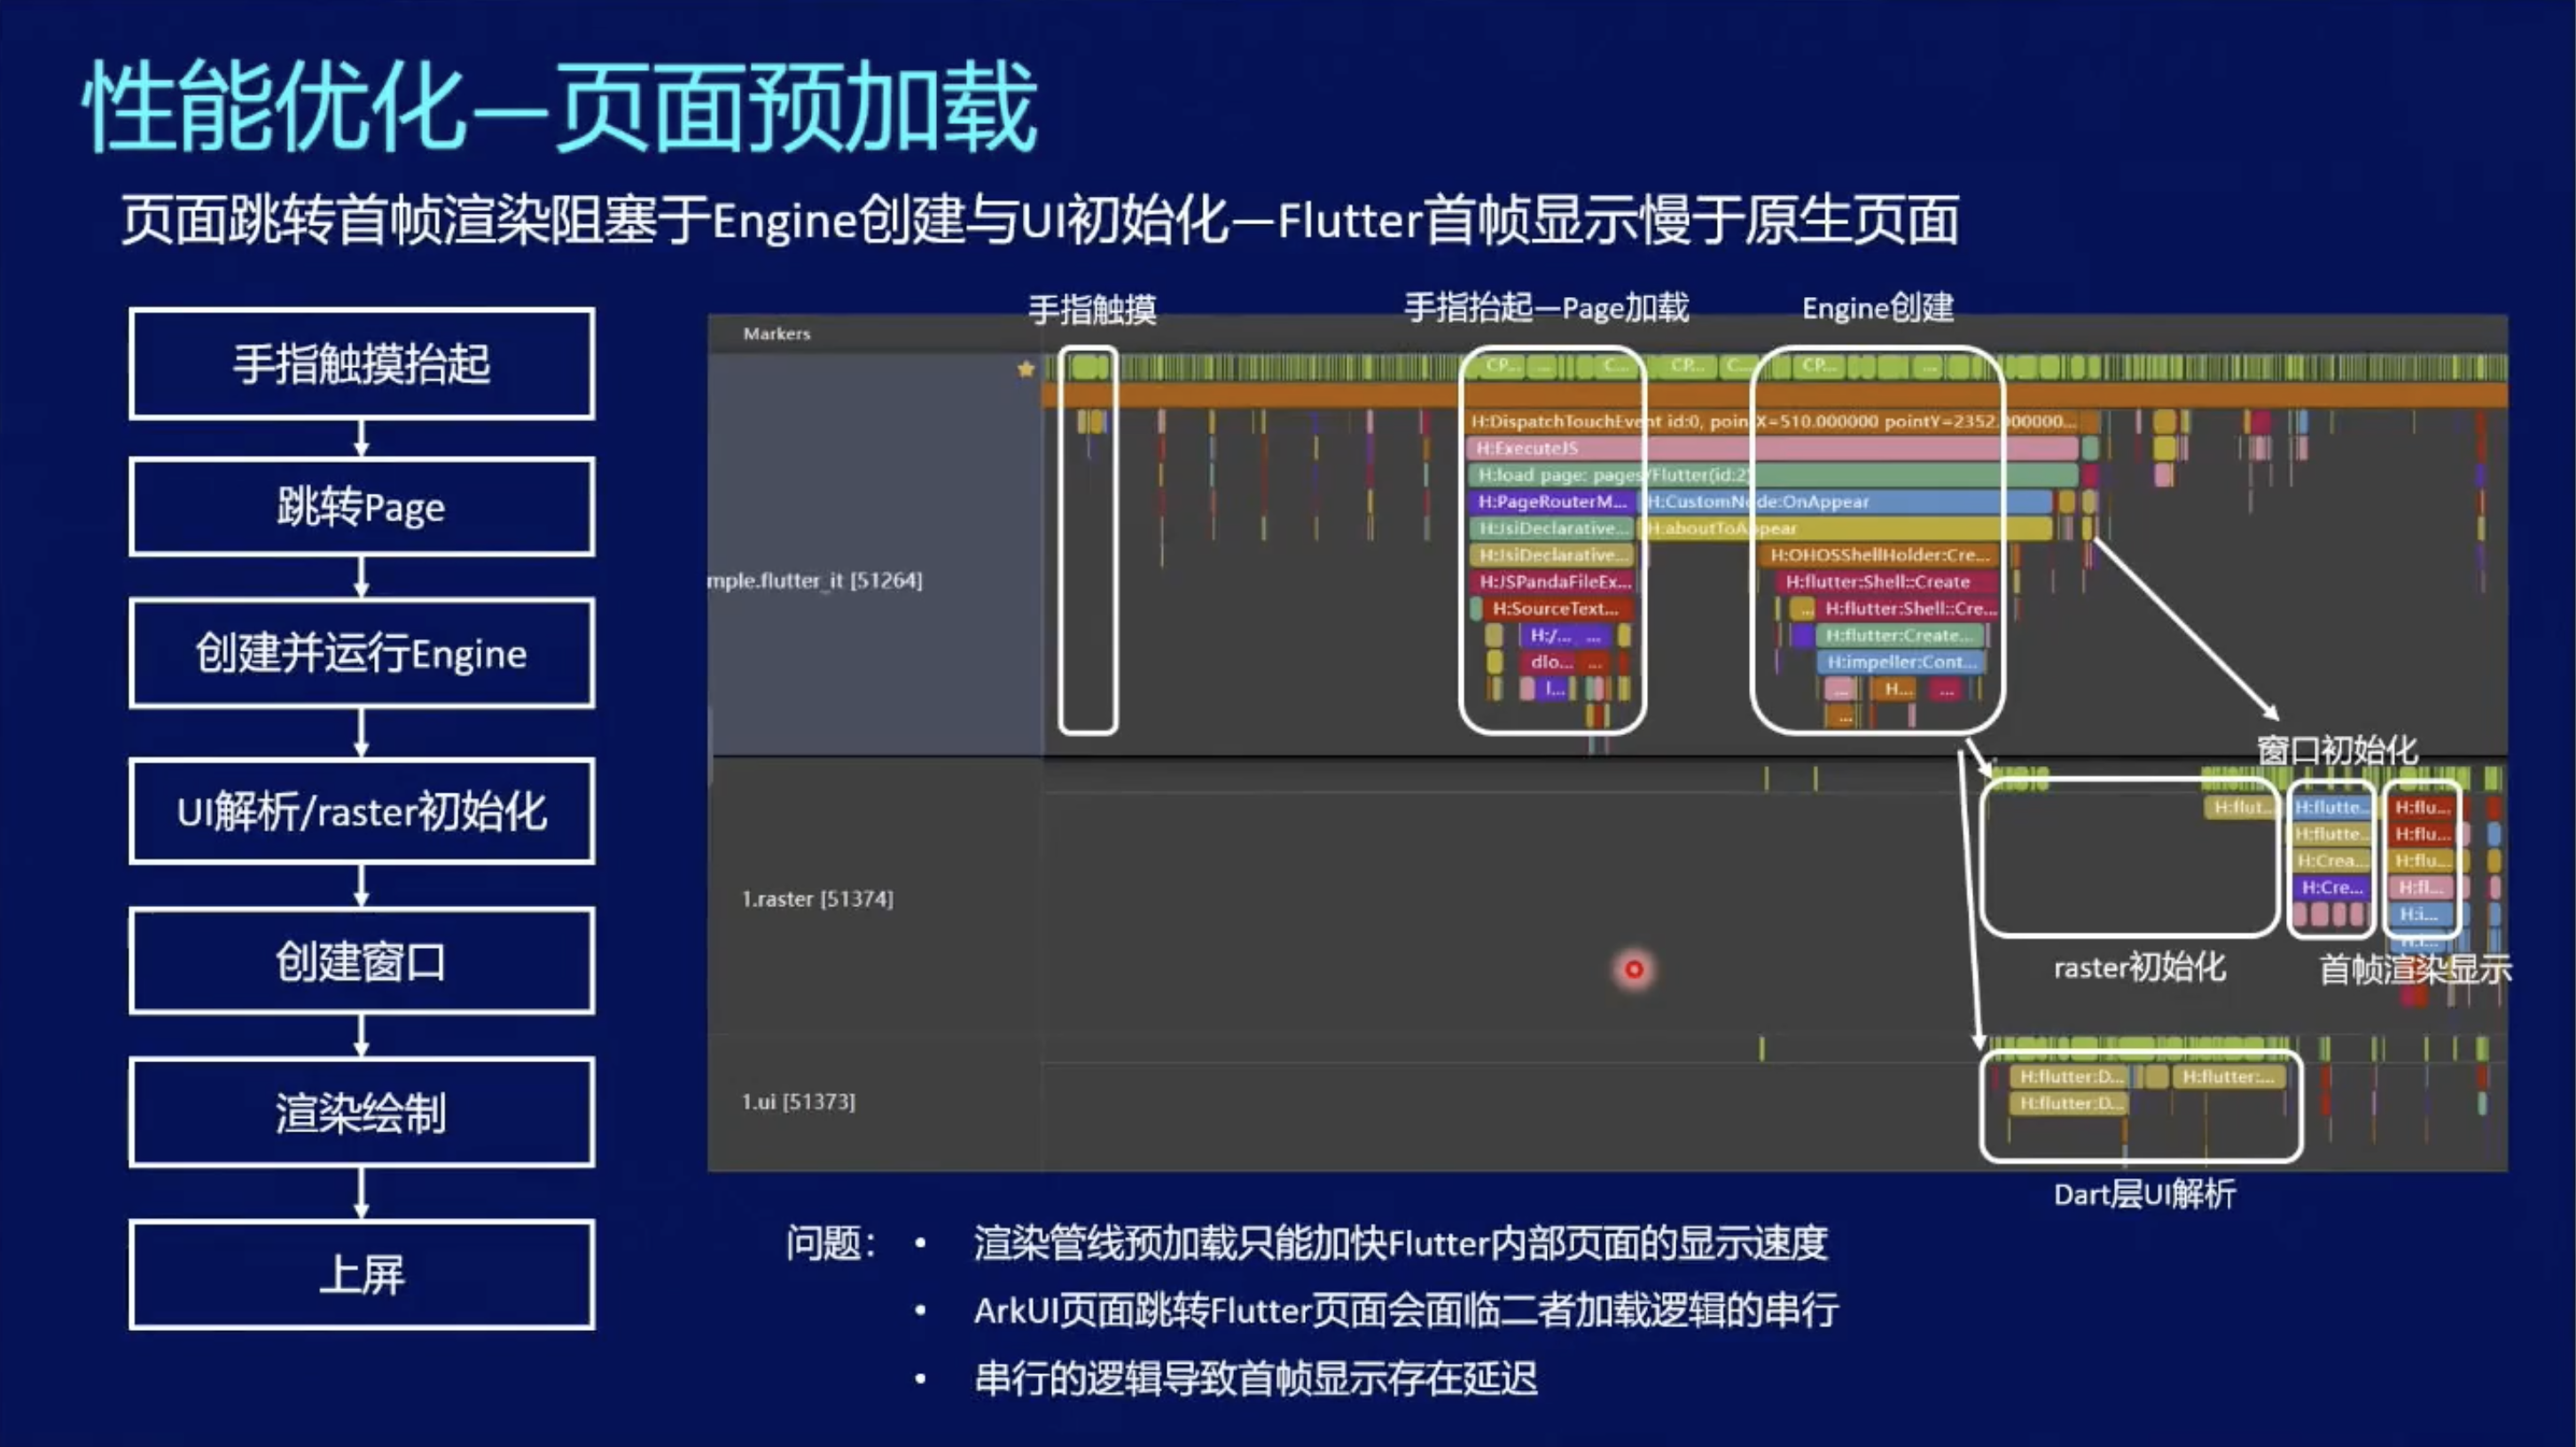 性能优化—页面预加载
页面跳转首帧渲染阻塞于Engine创建与UI初始化—Flutter首帧显示慢于原生页面
手指触摸抬起
跳转Page
创建并运行Engine
UI解析/raster初始化
创建窗口
渲染绘制
上屏
手指触摸
手指抬起—Page加载
Engine创建
Markers
CP...
...
C...
CP...
C...
CP...
...
H:DispatchTouchEvent id:0, pointX=510.000000 pointY=2352.000000...
H:ExecuteJS
H:load page: pages/Flutter(id:2)
H:PageRouterM...
H:CustomNode:OnAppear
H:JsiDeclarative...
H:aboutToAppear
H:JsiDeclarative...
H:OHOSShellHolder:Cre...
mple.flutter_it [51264]
H:JSPandaFileEx...
H:flutter:Shell::Create
H:SourceText...
...
H:flutter:Shell::Cre...
H:/...
...
H:flutter:Create...
dlo...
...
H:impeller:Cont...
l...
...
H...
...
...
窗口初始化
H:flut...
H:flutte...
H:flu...
H:flutte...
H:flu...
H:Crea...
H:flu...
H:Cre...
H:fl...
1.raster [51374]
H:i...
raster初始化
首帧渲染显示
H:flutter:D...
H:flutter:...
1.ui [51373]
H:flutter:D...
Dart层UI解析
问题：
• 渲染管线预加载只能加快Flutter内部页面的显示速度
• ArkUI页面跳转Flutter页面会面临二者加载逻辑的串行
• 串行的逻辑导致首帧显示存在延迟